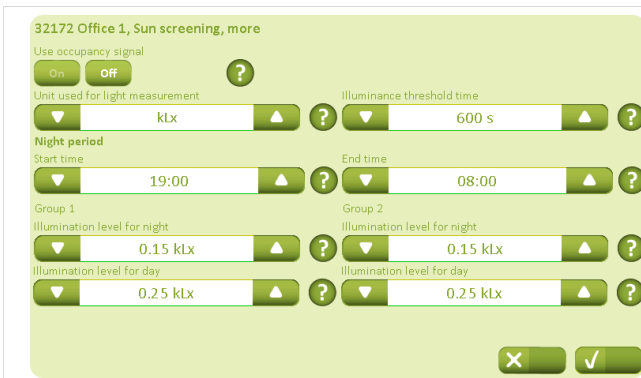 32172 Office 1, Sun screening, more
Use occupancy signal
On Off ?
Unit used for light measurement Illuminance threshold time
kLx ? 600 s ?
Night period
Start time End time
19:00 ? 08:00 ?
Group 1 Group 2
Illumination level for night Illumination level for night
0.15 kLx ? 0.15 kLx ?
Illumination level for day Illumination level for day
0.25 kLx ? 0.25 kLx ?